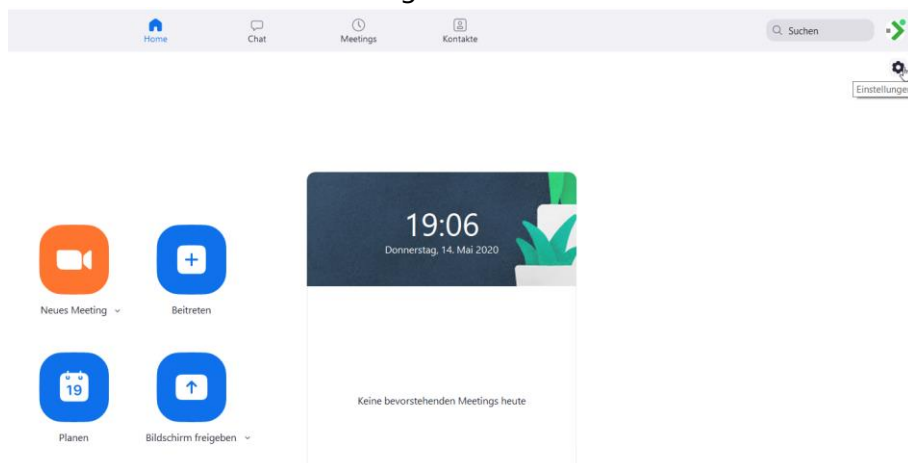 Home
Chat
Meetings
Kontakte
Suchen
Einstellunge
19:06
Donnerstag, 14. Mai 2020
Neues Meeting
Beitreten
19
Planen
Bildschirm freigeben
Keine bevorstehenden Meetings heute